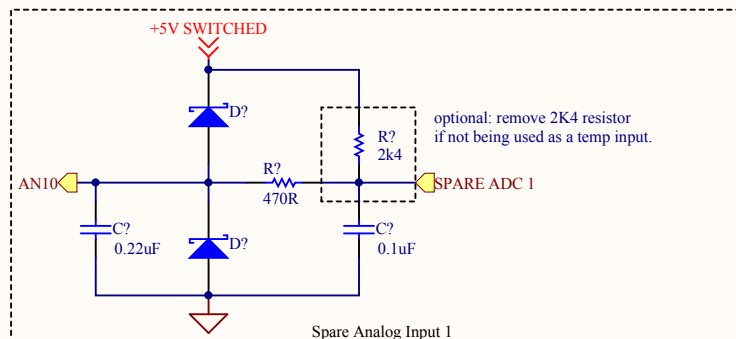 +5V SWITCHED
D?
optional: remove 2K4 resistor
if not being used as a temp input.
R?
2k4
AN10
R?
470R
SPARE ADC 1
C?
0.22uF
D?
C?
0.1uF
Spare Analog Input 1